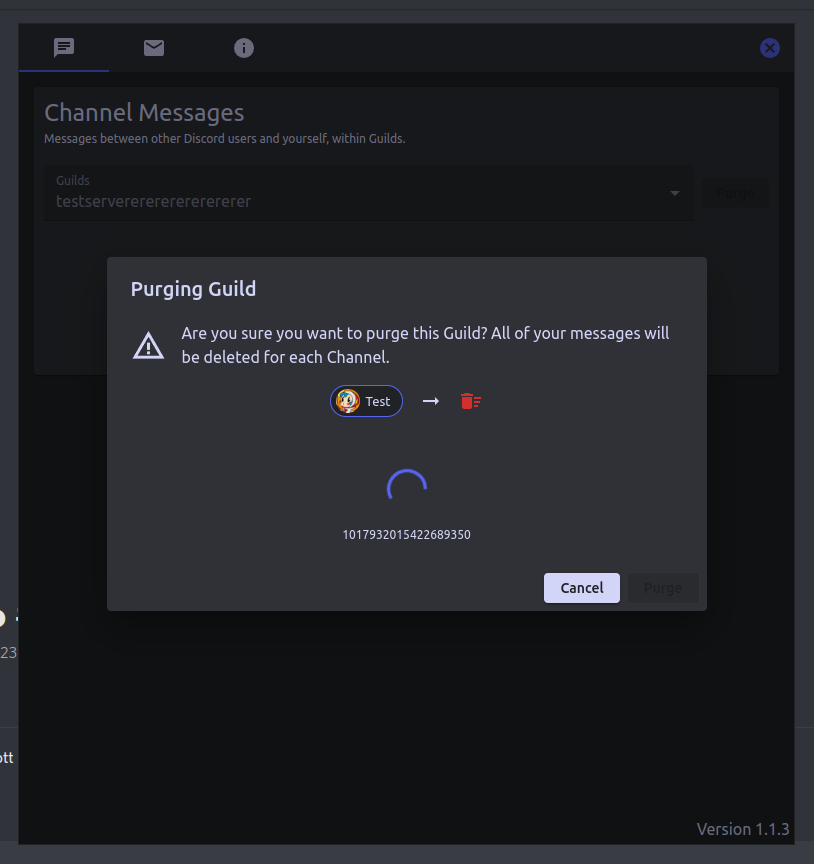 Channel Messages
Messages between other Discord users and yourself, within Guilds.
Guilds
testserverererererererer
Purge
Purging Guild
Are you sure you want to purge this Guild? All of your messages will
be deleted for each Channel.
Test
1017932015422689350
Cancel
Purge
23
ott
Version 1.1.3